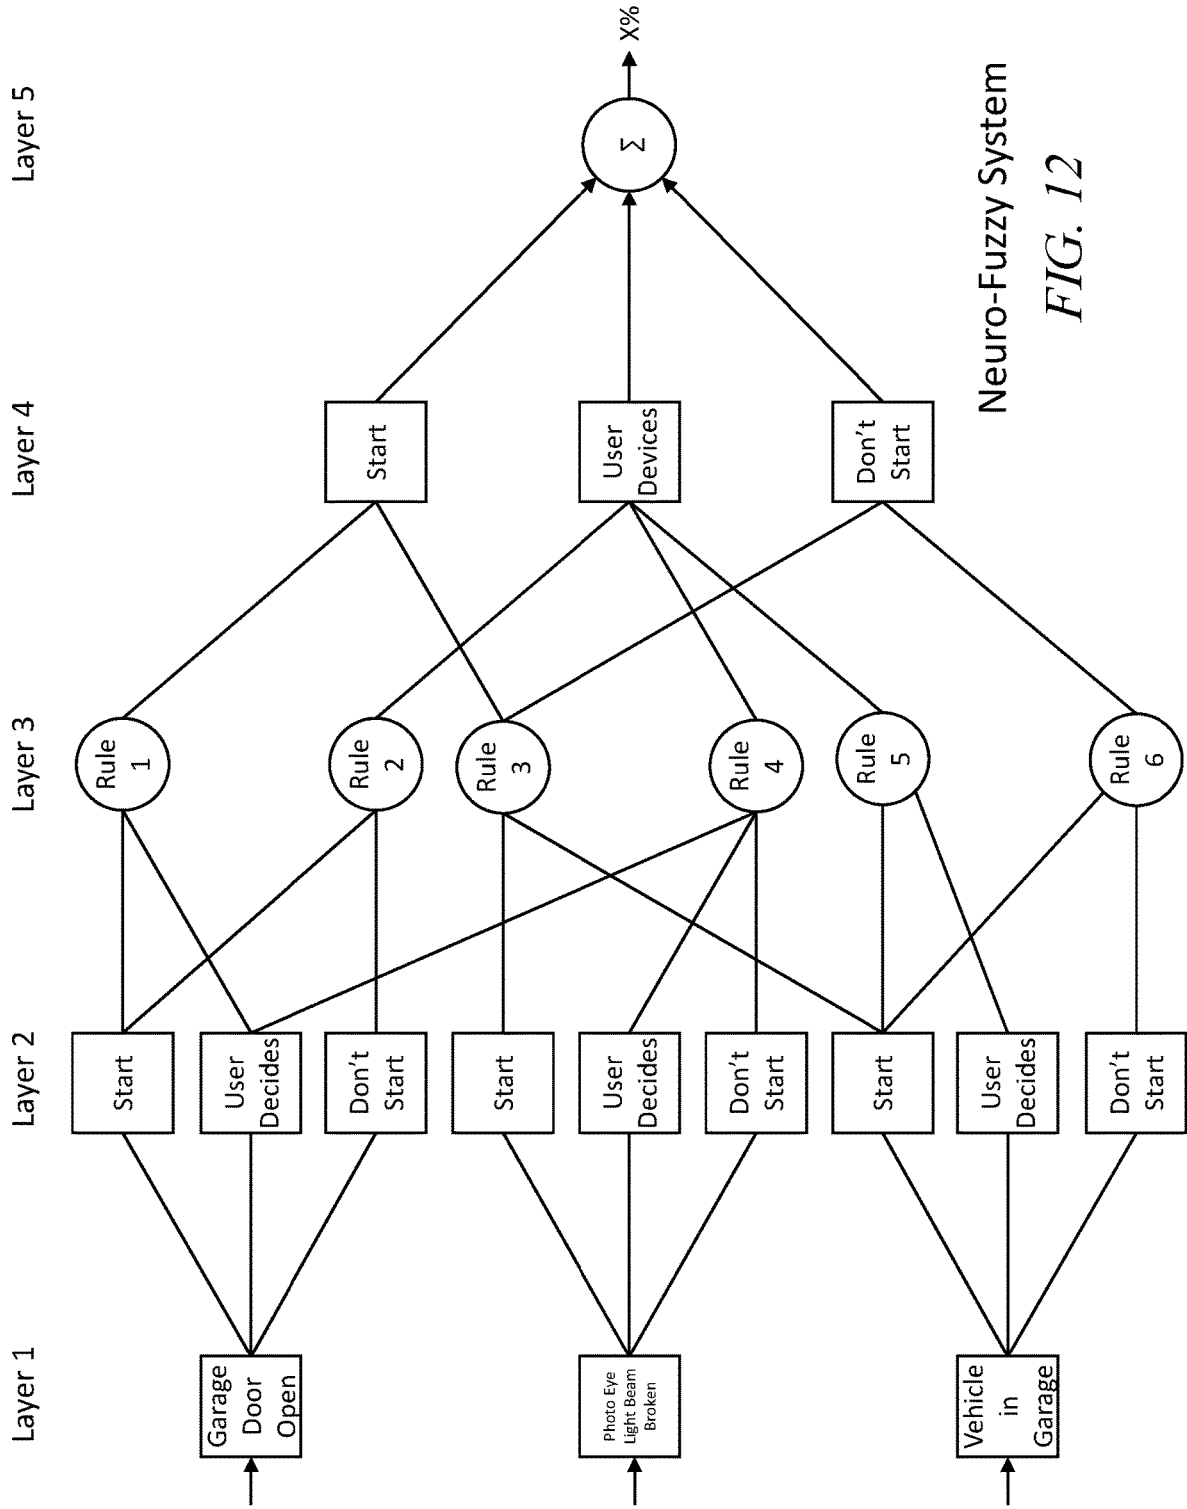 Layer 1
Layer 2
Layer 3
Layer 4
Layer 5
Garage
Door
Open
Photo Eye
Light Beam
Broken
Vehicle
in
Garage
Start
User
Decides
Don't
Start
Start
User
Decides
Don't
Start
Start
User
Decides
Don't
Start
Rule
1
Rule
2
Rule
3
Rule
4
Rule
5
Rule
6
Start
User
Devices
Don't
Start
Σ
X%
Neuro-Fuzzy System
FIG. 12